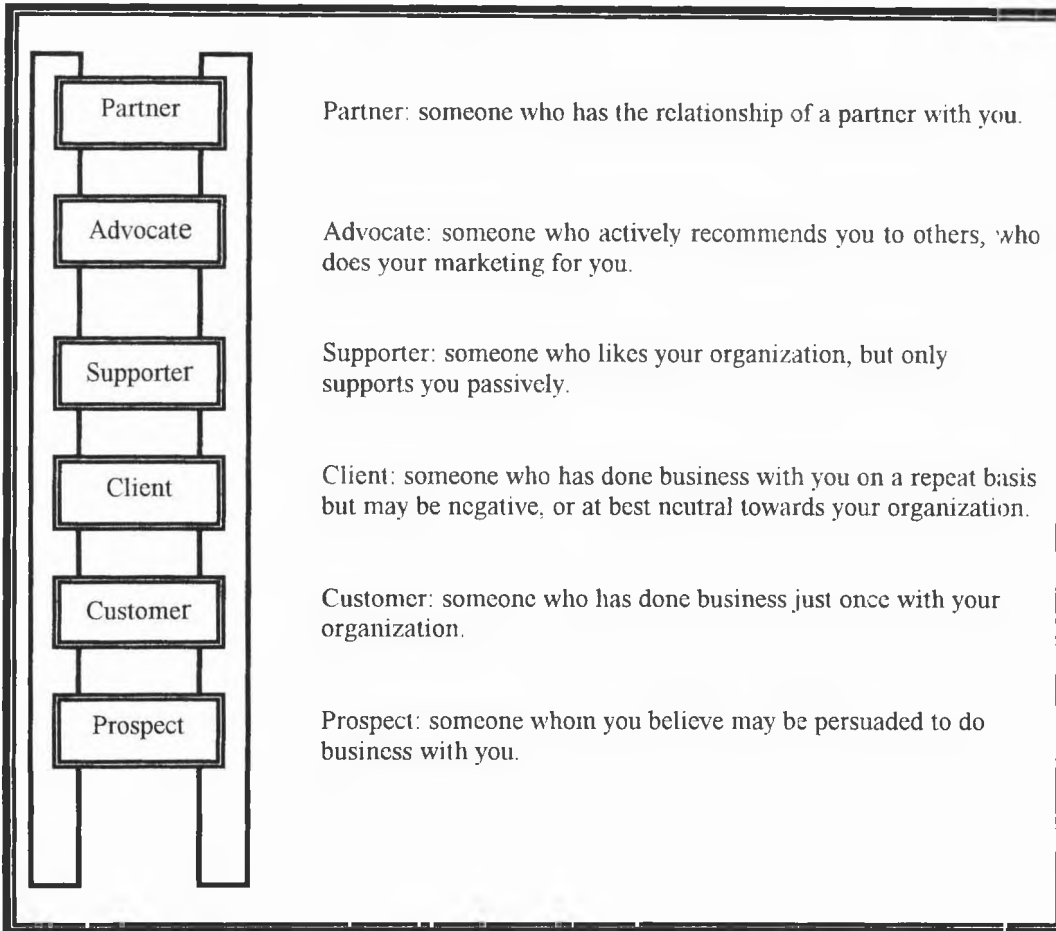 Partner
Partner: someone who has the relationship of a partner with you.
Advocate
Advocate: someone who actively recommends you to others, who
does your marketing for you.
Supporter
Supporter: someone who likes your organization, but only
supports you passively.
Client
Client: someone who has done business with you on a repeat basis
but may be negative, or at best neutral towards your organization.
Customer
Customer: someone who has done business just once with your
organization.
Prospect
Prospect: someone whom you believe may be persuaded to do
business with you.